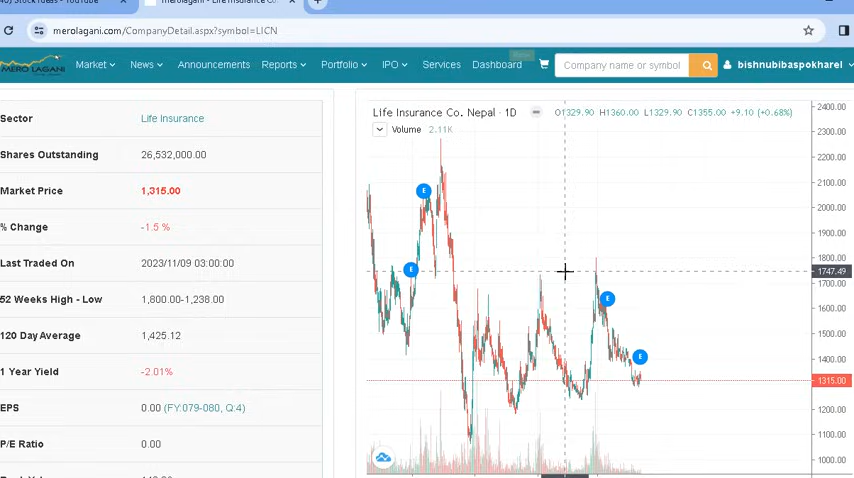 merolagani.com/CompanyDetail.aspx?symbol=LICN
MERO LAGANI
Market News Announcements Reports Portfolio IPO Services Dashboard
Company name or symbol
bishnubibaspokharel
Sector Life Insurance
Shares Outstanding 26,532,000.00
Market Price 1,315.00
% Change -1.5 %
Last Traded On 2023/11/09 03:00:00
52 Weeks High - Low 1,800.00-1,238.00
120 Day Average 1,425.12
1 Year Yield -2.01%
EPS 0.00 (FY:079-080, Q:4)
P/E Ratio 0.00
Life Insurance Co. Nepal · 1D O1329.90 H1360.00 L1329.90 C1355.00 +9.10 (+0.68%)
Volume 2.11K
E
E
E
E
2400.00
2300.00
2200.00
2100.00
2000.00
1900.00
1800.00
1747.49
1700.00
1600.00
1500.00
1400.00
1315.00
1200.00
1100.00
1000.00